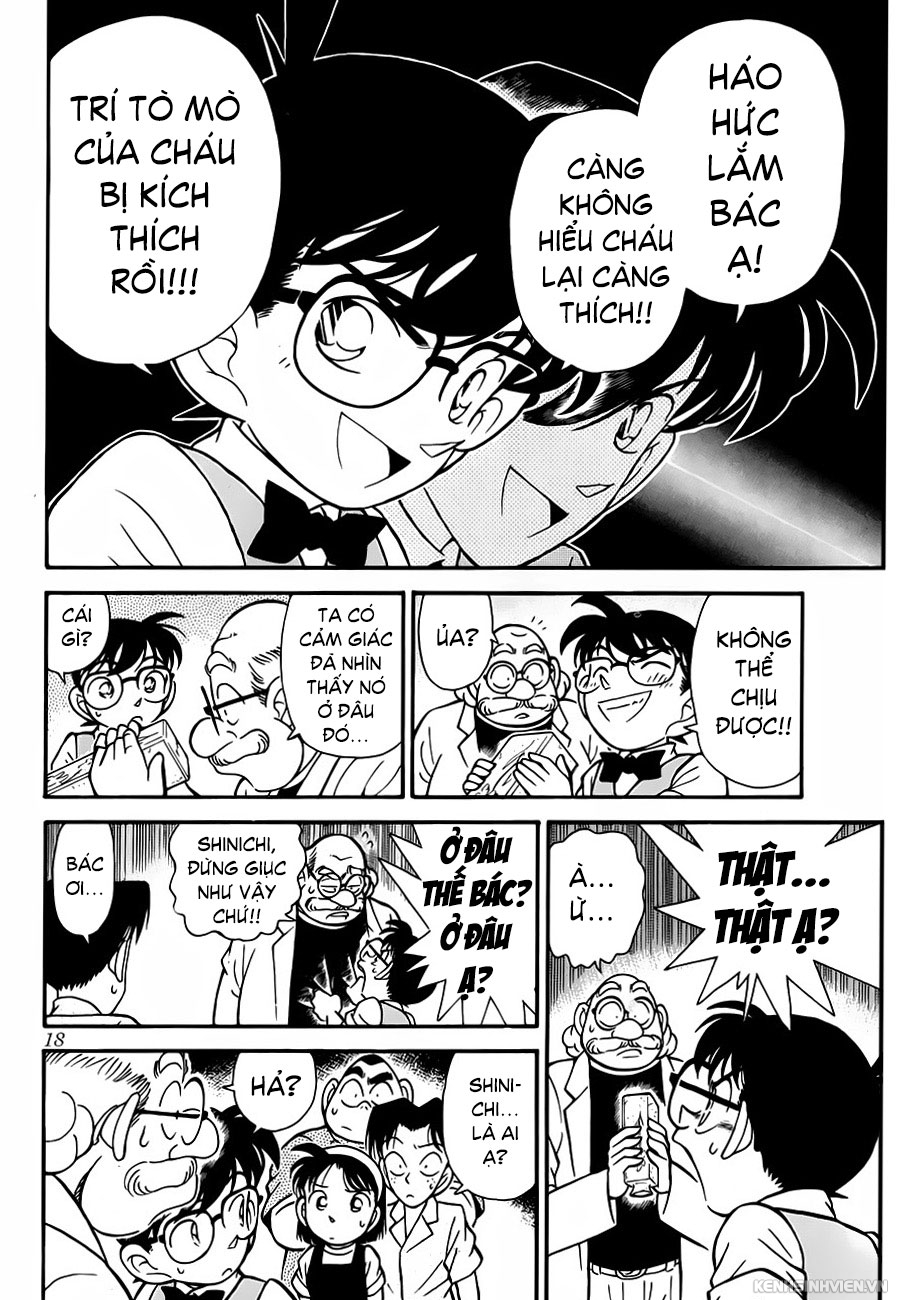 HÁO
HỨC
LẮM
BÁC
Ạ!
CÀNG
KHÔNG
HIỂU CHÁU
LẠI CÀNG
THÍCH!!
TRÍ TÒ MÒ
CỦA CHÁU
BỊ KÍCH
THÍCH
RỒI!!!
KHÔNG
THỂ
CHỊU
ĐƯỢC!!
ỦA?
TA CÓ
CẢM GIÁC
ĐÃ NHÌN
THẤY NÓ
Ở ĐÂU
ĐÓ...
CÁI
GÌ?
THẬT...
THẬT Ạ?
À...
Ừ...
Ở ĐÂU
THẾ BÁC?
Ở ĐÂU
Ạ?
SHINICHI,
ĐỪNG GIỤC
NHƯ VẬY
CHỨ!!
BÁC
ƠI...
SHINI-
CHI...
LÀ AI
Ạ?
HẢ?
18
KENHSINHVIEN.VN